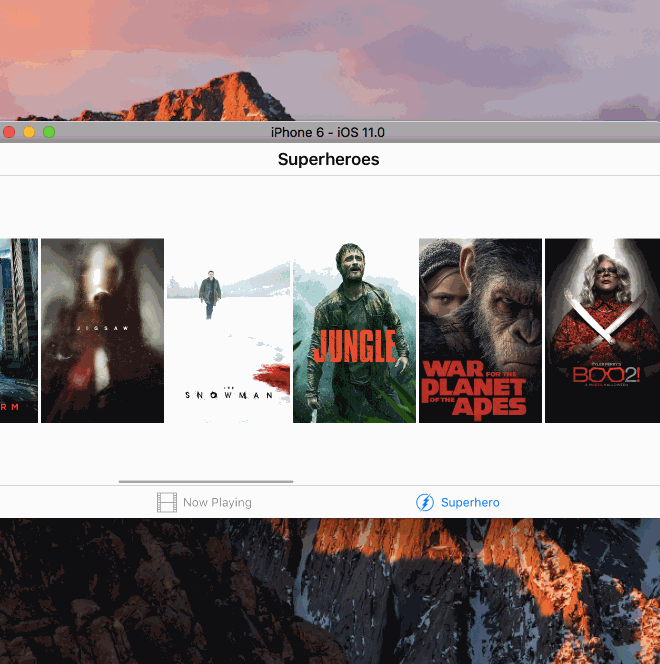 iPhone 6 - iOS 11.0
Superheroes
R M
JIGSAW
THE
SNOWMAN
JUNGLE
WAR FOR THE
PLANET
OF THE APES
TYLER PERRY'S
BOO2!
A MADEA HALLOWEEN
Now Playing
Superhero